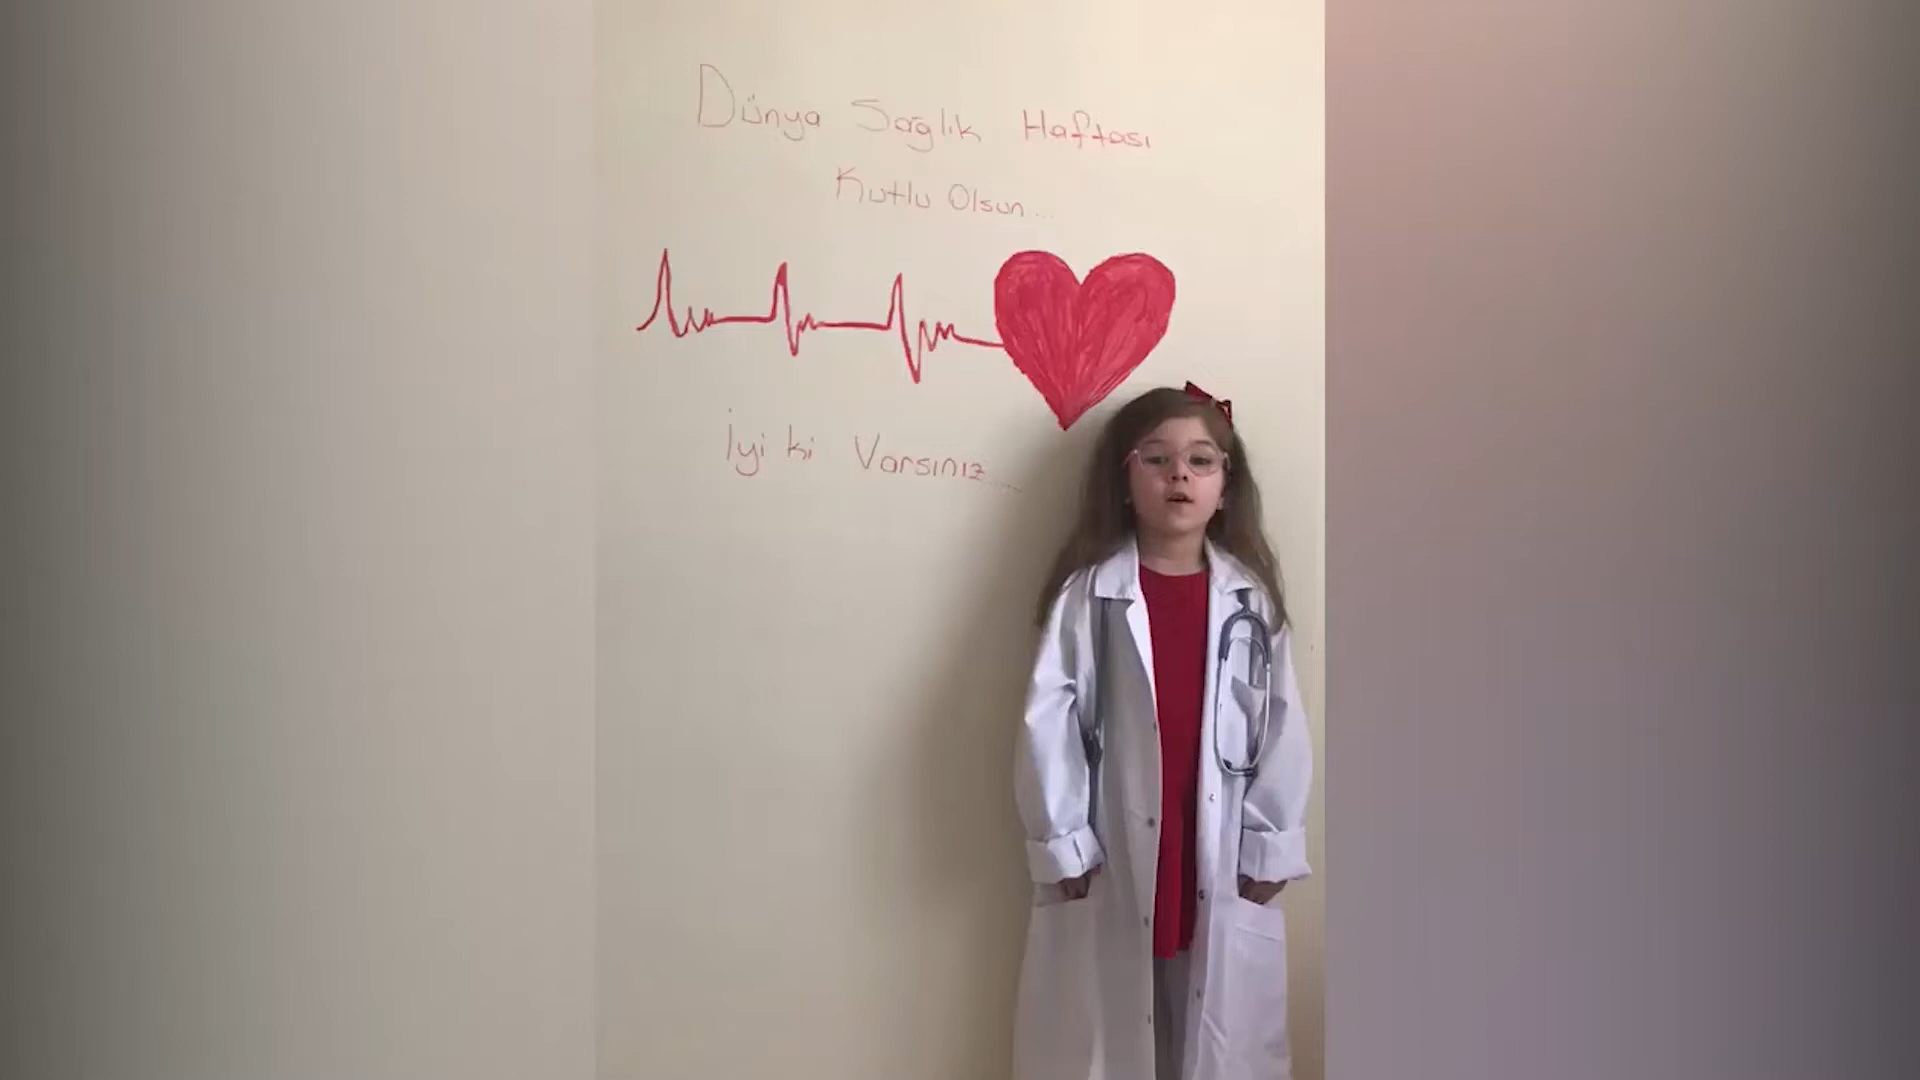 Dünya Sağlık Haftası
Kutlu Olsun...
İyi ki Varsınız....